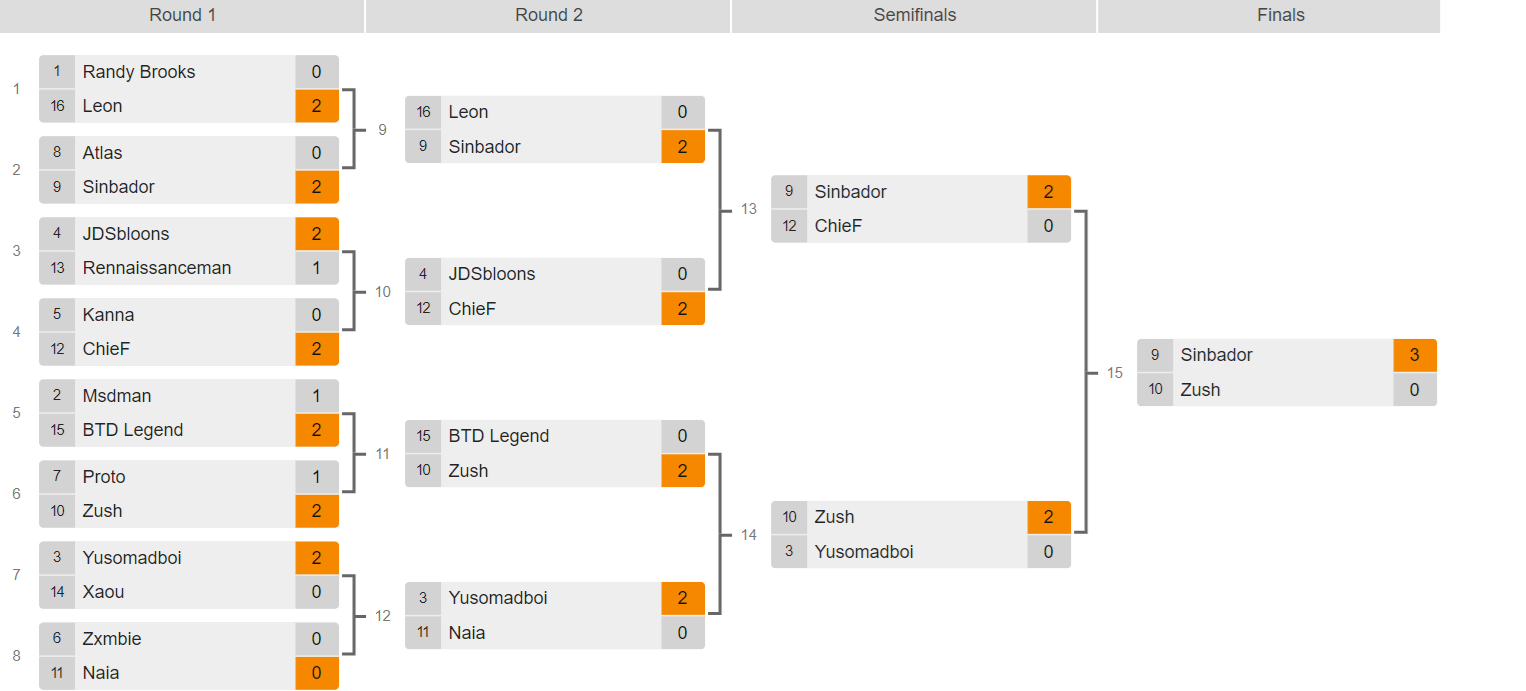 Round 1 Round 2 Semifinals Finals
1
1 Randy Brooks 0
16 Leon 2
2
8 Atlas 0
9 Sinbador 2
3
4 JDSbloons 2
13 Rennaissanceman 1
4
5 Kanna 0
12 ChieF 2
5
2 Msdman 1
15 BTD Legend 2
6
7 Proto 1
10 Zush 2
7
3 Yusomadboi 2
14 Xaou 0
8
6 Zxmbie 0
11 Naia 0
9
16 Leon 0
9 Sinbador 2
10
4 JDSbloons 0
12 ChieF 2
11
15 BTD Legend 0
10 Zush 2
12
3 Yusomadboi 2
11 Naia 0
13
9 Sinbador 2
12 ChieF 0
14
10 Zush 2
3 Yusomadboi 0
15
9 Sinbador 3
10 Zush 0